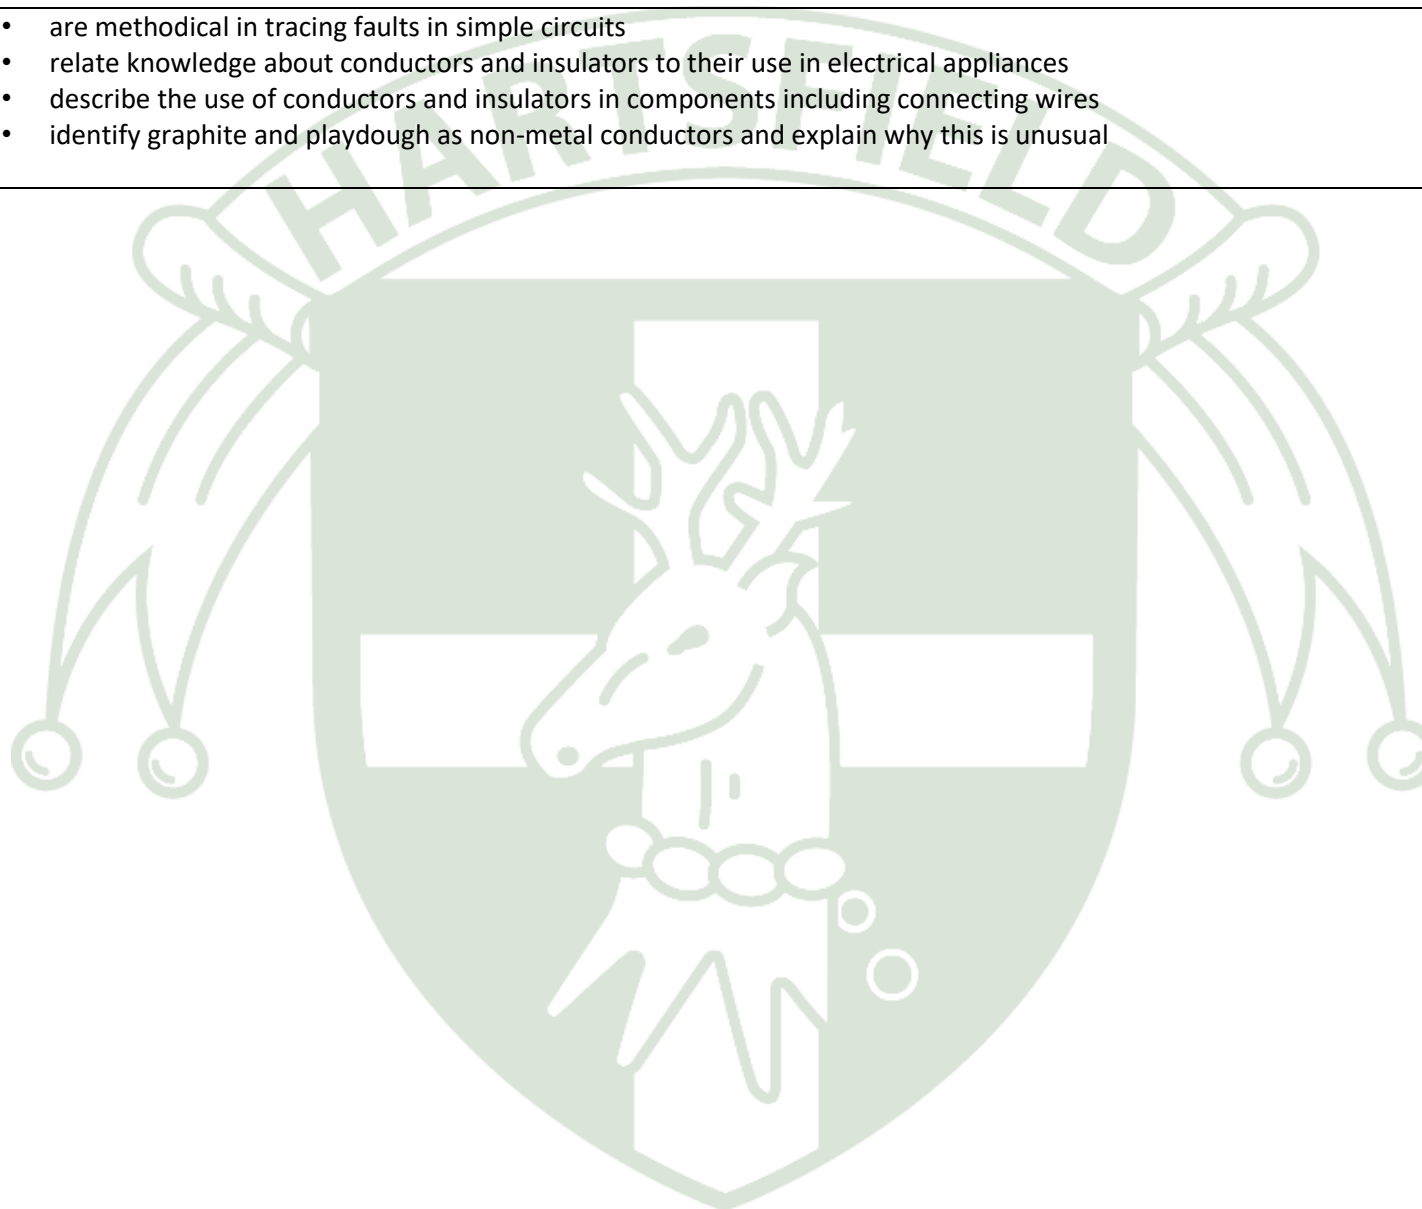 • are methodical in tracing faults in simple circuits
• relate knowledge about conductors and insulators to their use in electrical appliances
• describe the use of conductors and insulators in components including connecting wires
• identify graphite and playdough as non-metal conductors and explain why this is unusual
HARTSFIELD